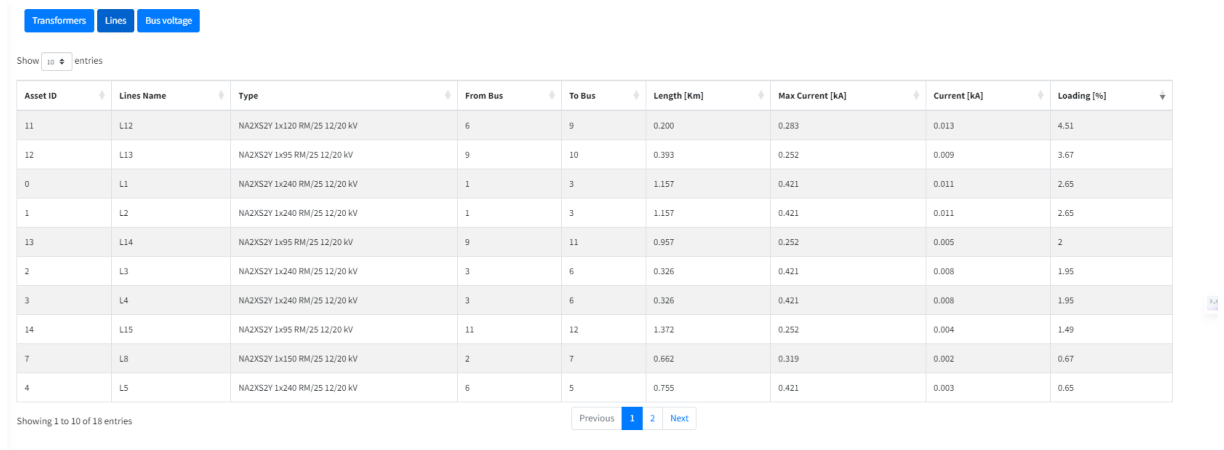 Transformers Lines Bus voltage
Show 10 entries
Asset ID Lines Name Type From Bus To Bus Length [Km] Max Current [kA] Current [kA] Loading [%]
11 L12 NA2XS2Y 1x120 RM/25 12/20 kV 6 9 0.200 0.283 0.013 4.51
12 L13 NA2XS2Y 1x95 RM/25 12/20 kV 9 10 0.393 0.252 0.009 3.67
0 L1 NA2XS2Y 1x240 RM/25 12/20 kV 1 3 1.157 0.421 0.011 2.65
1 L2 NA2XS2Y 1x240 RM/25 12/20 kV 1 3 1.157 0.421 0.011 2.65
13 L14 NA2XS2Y 1x95 RM/25 12/20 kV 9 11 0.957 0.252 0.005 2
2 L3 NA2XS2Y 1x240 RM/25 12/20 kV 3 6 0.326 0.421 0.008 1.95
3 L4 NA2XS2Y 1x240 RM/25 12/20 kV 3 6 0.326 0.421 0.008 1.95
14 L15 NA2XS2Y 1x95 RM/25 12/20 kV 11 12 1.372 0.252 0.004 1.49
7 L8 NA2XS2Y 1x150 RM/25 12/20 kV 2 7 0.662 0.319 0.002 0.67
4 L5 NA2XS2Y 1x240 RM/25 12/20 kV 6 5 0.755 0.421 0.003 0.65
Showing 1 to 10 of 18 entries Previous 1 2 Next